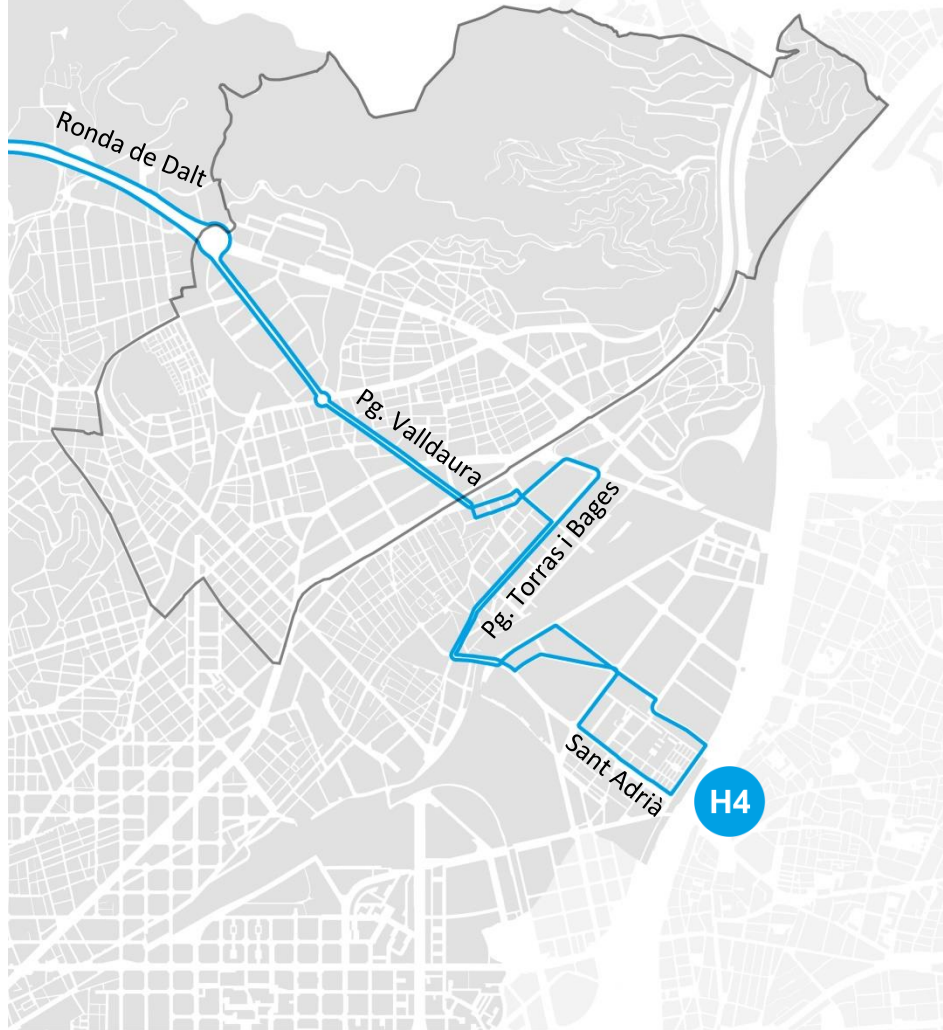 Ronda de Dalt
Pg. Valldaura
Pg. Torras i Bages
Sant Adrià
H4